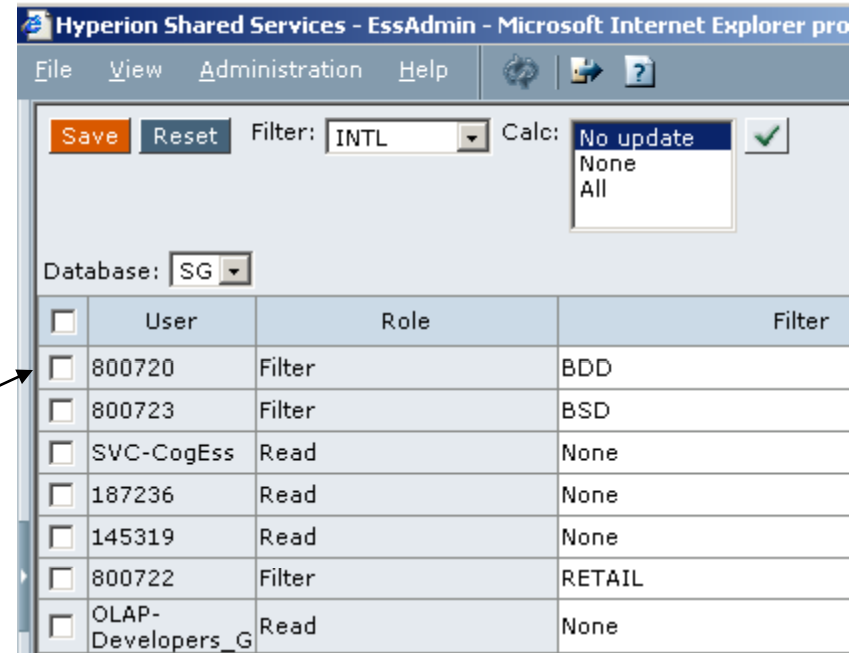 Hyperion Shared Services - EssAdmin - Microsoft Internet Explorer pro
File View Administration Help
Save Reset Filter: INTL Calc: No update
None
All
Database: SG
User Role Filter
800720 Filter BDD
800723 Filter BSD
SVC-CogEss Read None
187236 Read None
145319 Read None
800722 Filter RETAIL
OLAP-
Developers_G Read None